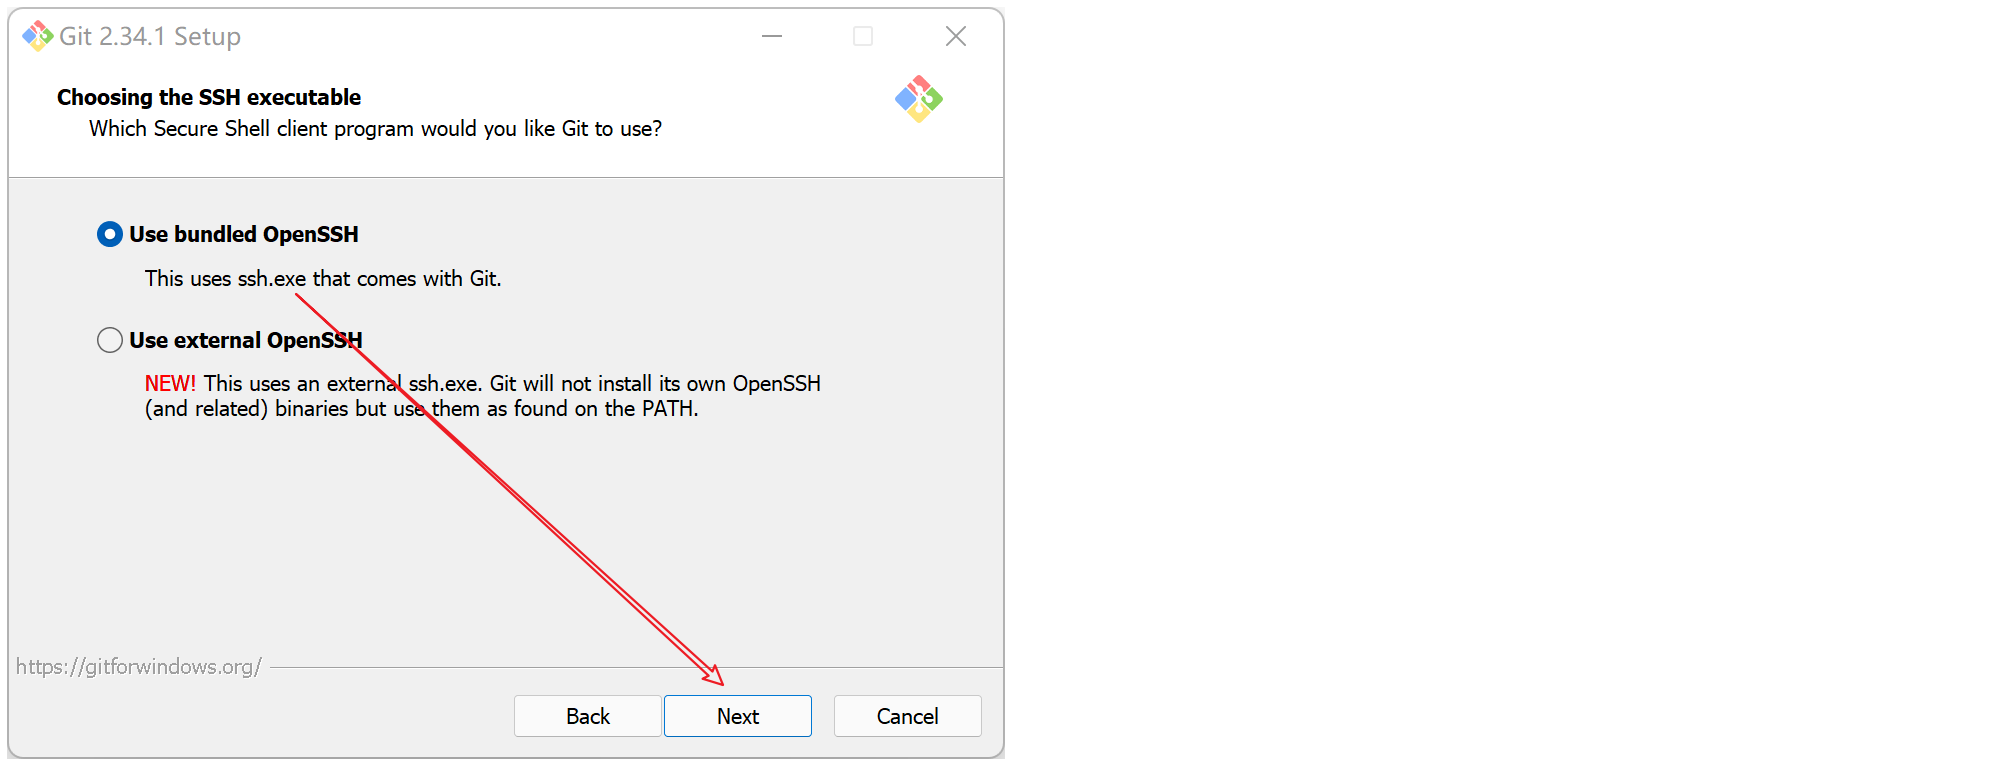 Git 2.34.1 Setup
Choosing the SSH executable
Which Secure Shell client program would you like Git to use?
Use bundled OpenSSH
This uses ssh.exe that comes with Git.
Use external OpenSSH
NEW! This uses an external ssh.exe. Git will not install its own OpenSSH
(and related) binaries but use them as found on the PATH.
https://gitforwindows.org/
Back Next Cancel